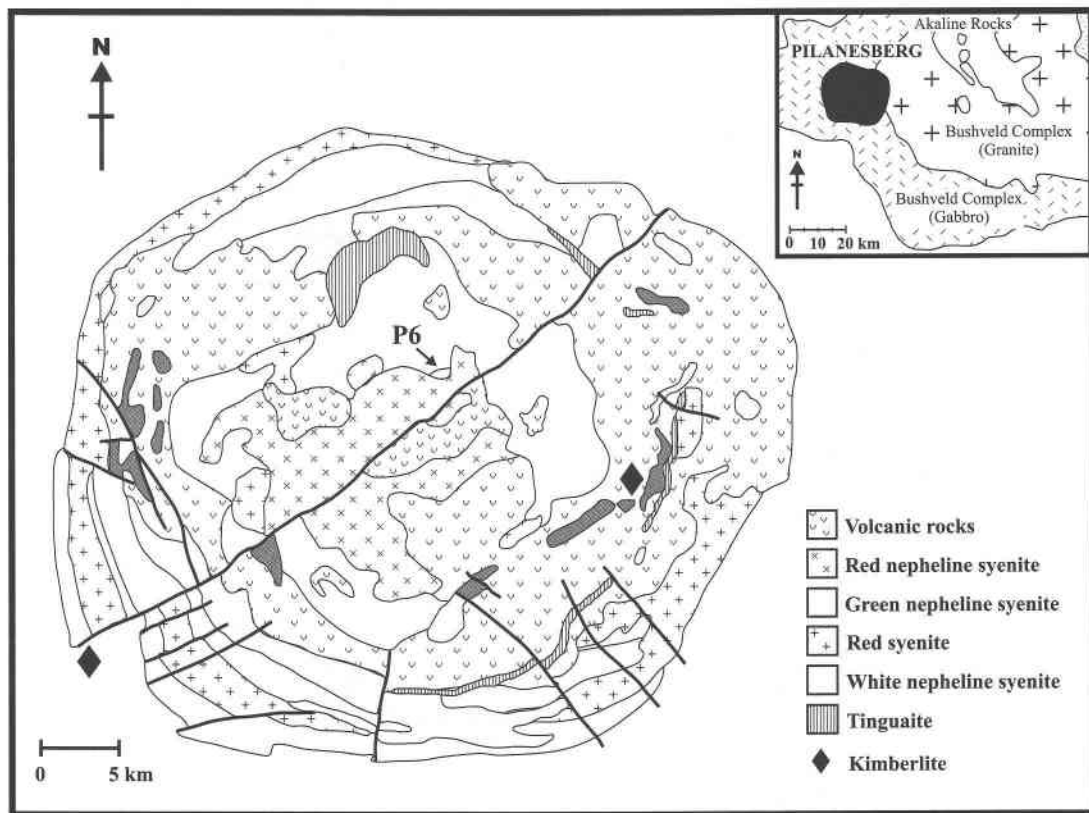 N
Akaline Rocks
PILANESBERG
Bushveld Complex
(Granite)
N
Bushveld Complex
(Gabbro)
0 10 20 km
P6
Volcanic rocks
Red nepheline syenite
Green nepheline syenite
Red syenite
White nepheline syenite
Tinguaite
Kimberlite
0 5 km